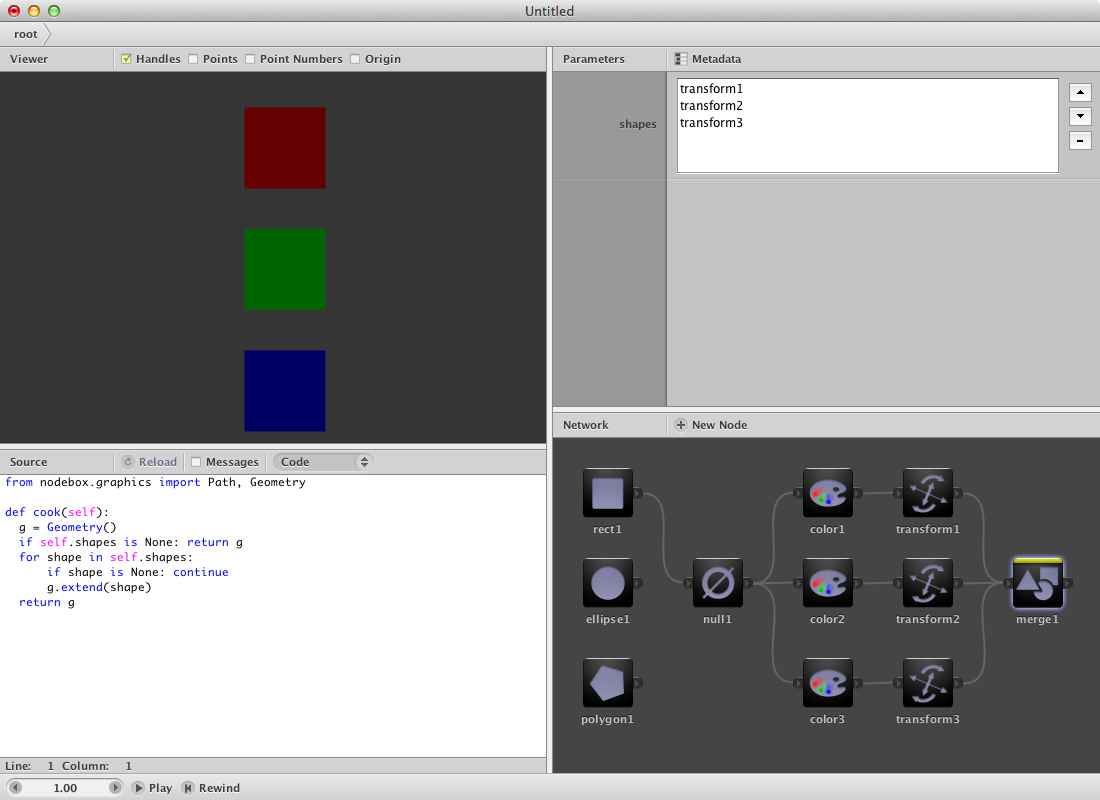 Untitled
root
Viewer
Handles Points Point Numbers Origin
Parameters
Metadata
shapes
transform1
transform2
transform3
Network
New Node
rect1
color1
transform1
ellipse1
null1
color2
transform2
merge1
polygon1
color3
transform3
Source
Reload
Messages
Code
from nodebox.graphics import Path, Geometry
def cook(self):
  g = Geometry()
  if self.shapes is None: return g
  for shape in self.shapes:
      if shape is None: continue
      g.extend(shape)
  return g
Line: 1 Column: 1
1.00
Play
Rewind